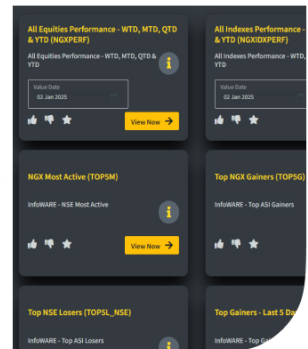 All Equities Performance - WTD, MTD, QTD
& YTD (NGXPERF)
All Equities Performance - WTD, MTD, QTD &
YTD
Value Date
02 Jan 2025
View Now →
All Indexes Performance -
& YTD (NGXIDXPERF)
All Indexes Performance - WTD,
YTD
Value Date
02 Jan 2025
NGX Most Active (TOP5M)
InfoWARE - NSE Most Active
View Now →
Top NGX Gainers (TOP5G)
InfoWARE - Top ASI Gainers
Top NSE Losers (TOP5L_NSE)
InfoWARE - Top ASI Losers
Top Gainers - Last 5
InfoWARE - Top